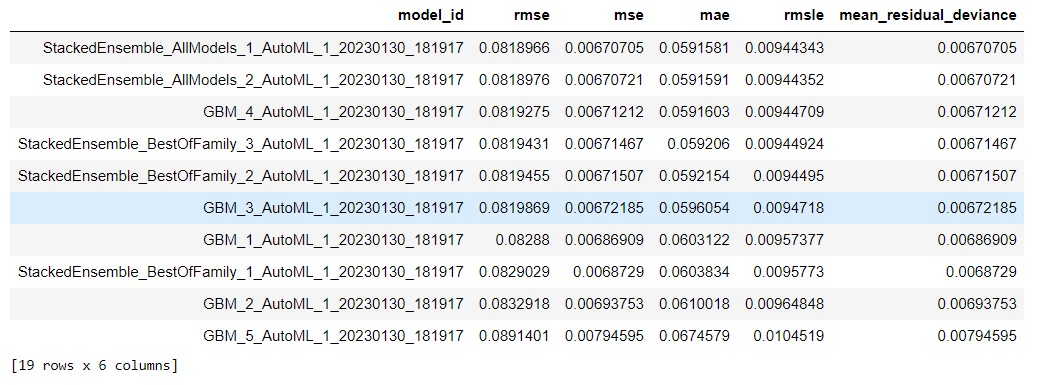 model_id rmse mse mae rmsle mean_residual_deviance
StackedEnsemble_AllModels_1_AutoML_1_20230130_181917 0.0818966 0.00670705 0.0591581 0.00944343 0.00670705
StackedEnsemble_AllModels_2_AutoML_1_20230130_181917 0.0818976 0.00670721 0.0591591 0.00944352 0.00670721
GBM_4_AutoML_1_20230130_181917 0.0819275 0.00671212 0.0591603 0.00944709 0.00671212
StackedEnsemble_BestOfFamily_3_AutoML_1_20230130_181917 0.0819431 0.00671467 0.059206 0.00944924 0.00671467
StackedEnsemble_BestOfFamily_2_AutoML_1_20230130_181917 0.0819455 0.00671507 0.0592154 0.0094495 0.00671507
GBM_3_AutoML_1_20230130_181917 0.0819869 0.00672185 0.0596054 0.0094718 0.00672185
GBM_1_AutoML_1_20230130_181917 0.08288 0.00686909 0.0603122 0.00957377 0.00686909
StackedEnsemble_BestOfFamily_1_AutoML_1_20230130_181917 0.0829029 0.0068729 0.0603834 0.0095773 0.0068729
GBM_2_AutoML_1_20230130_181917 0.0832918 0.00693753 0.0610018 0.00964848 0.00693753
GBM_5_AutoML_1_20230130_181917 0.0891401 0.00794595 0.0674579 0.0104519 0.00794595
[19 rows x 6 columns]